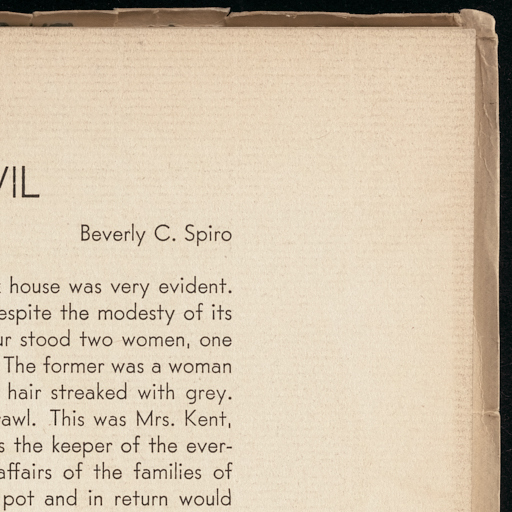 VIL
Beverly C. Spiro
house was very evident.
espite the modesty of its
ur stood two women, one
The former was a woman
hair streaked with grey.
awl. This was Mrs. Kent,
s the keeper of the ever-
affairs of the families of
pot and in return would